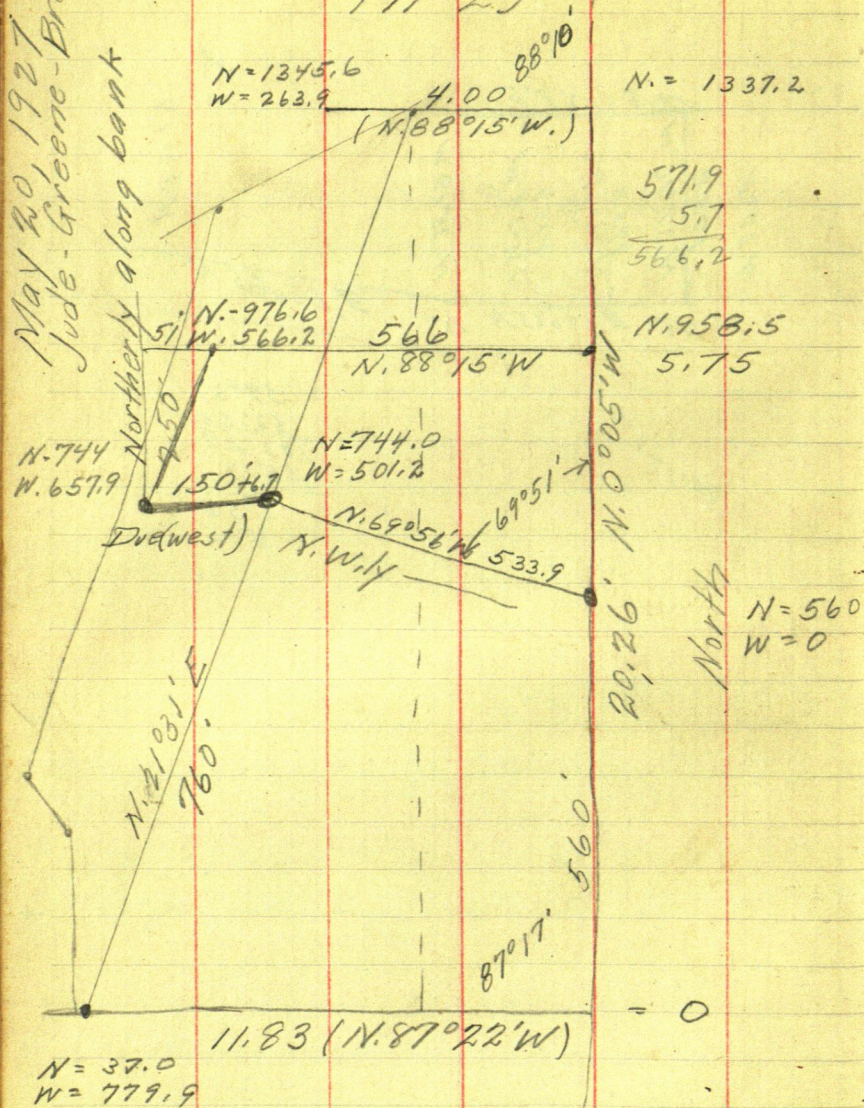 May 20, 1927
Jude-Greene-Br
Northerly along bank
88°10'
N=1345.6
W=263.9
4.00
(N.88°15'W.)
N.= 1337.2
571.9
5.7
566.2
51'
N.-976.6
W.566.2
566
N.88°15'W
N.958.5
5.75
250'
N-744
W.657.9
150'+6.7
Due(west)
N=744.0
W=501.2
N.69°56'W
533.9
69°51'
N.W.ly
N.0°05'W
20.26'
North
N=560
W=0
N.21°31'E
760'
560'
87°17'
= 0
11.83 (N.87°22'W)
N= 37.0
W= 779.9